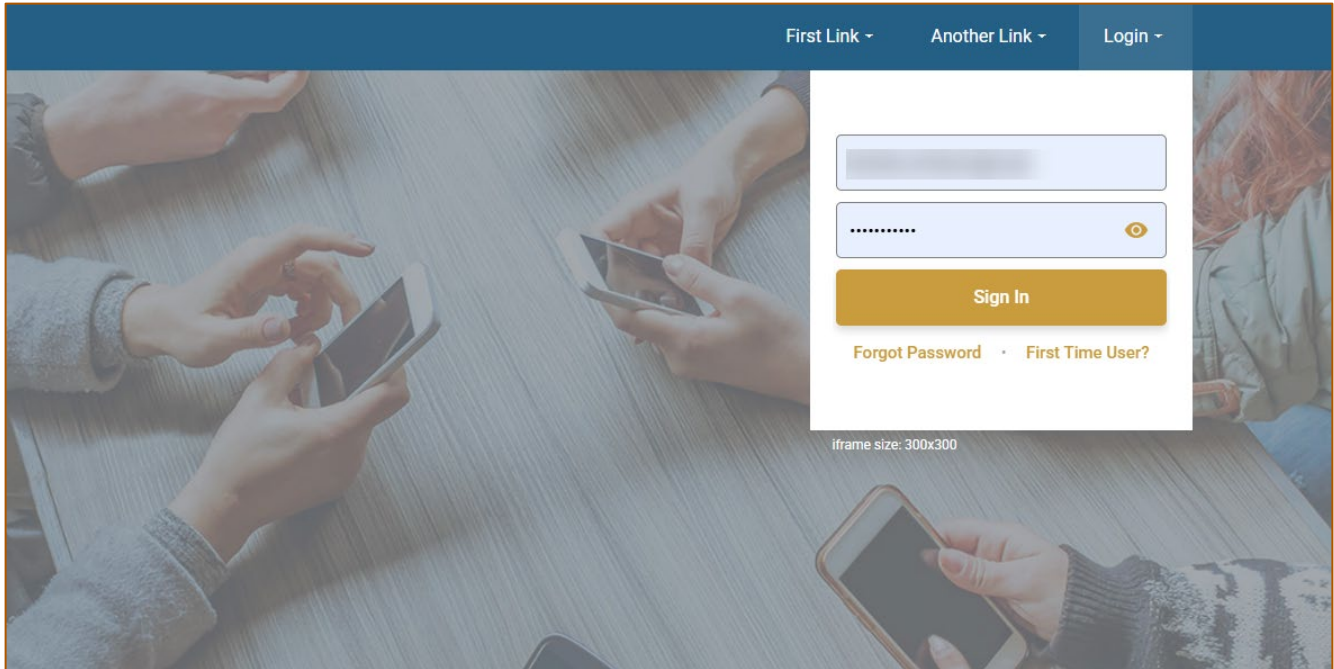 First Link
Another Link
Login
•••••••••••
Sign In
Forgot Password · First Time User?
iframe size: 300x300